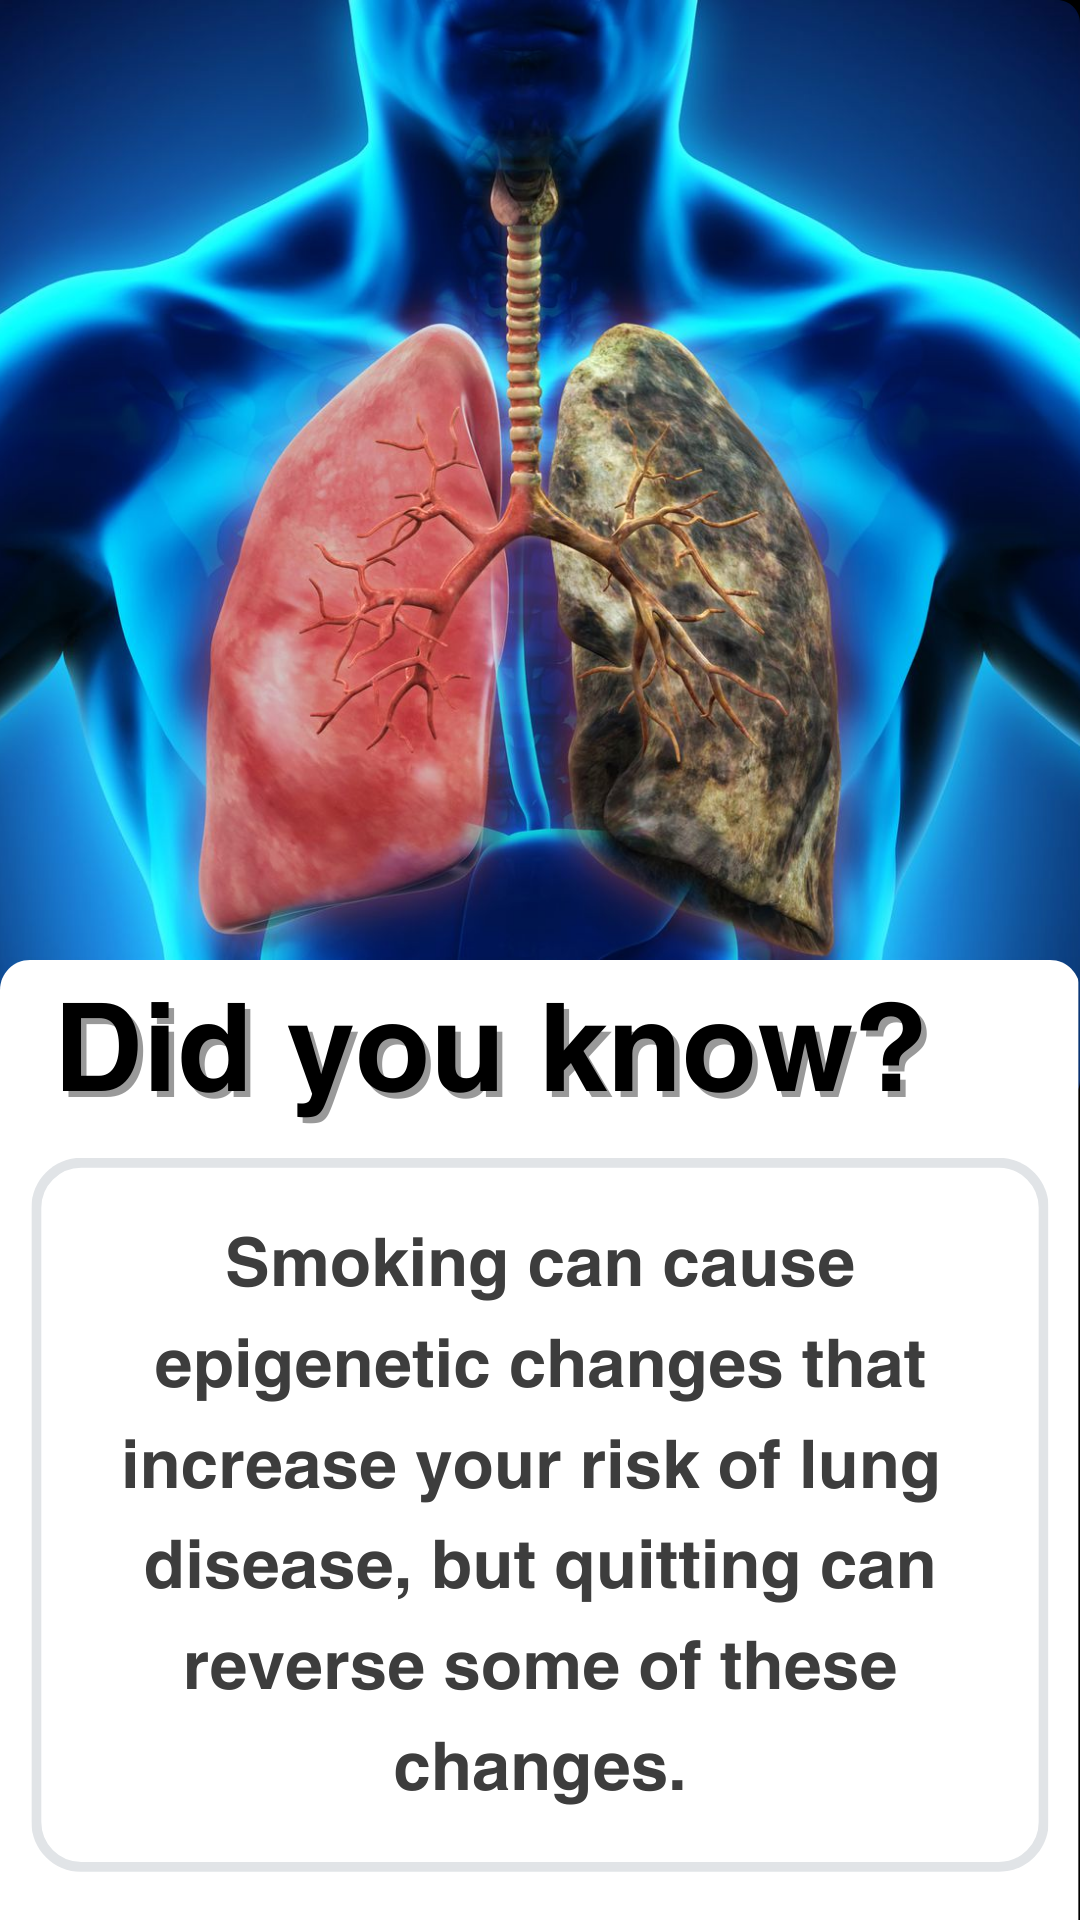 Did you know?
Smoking can cause
epigenetic changes that
increase your risk of lung
disease, but quitting can
reverse some of these
changes.